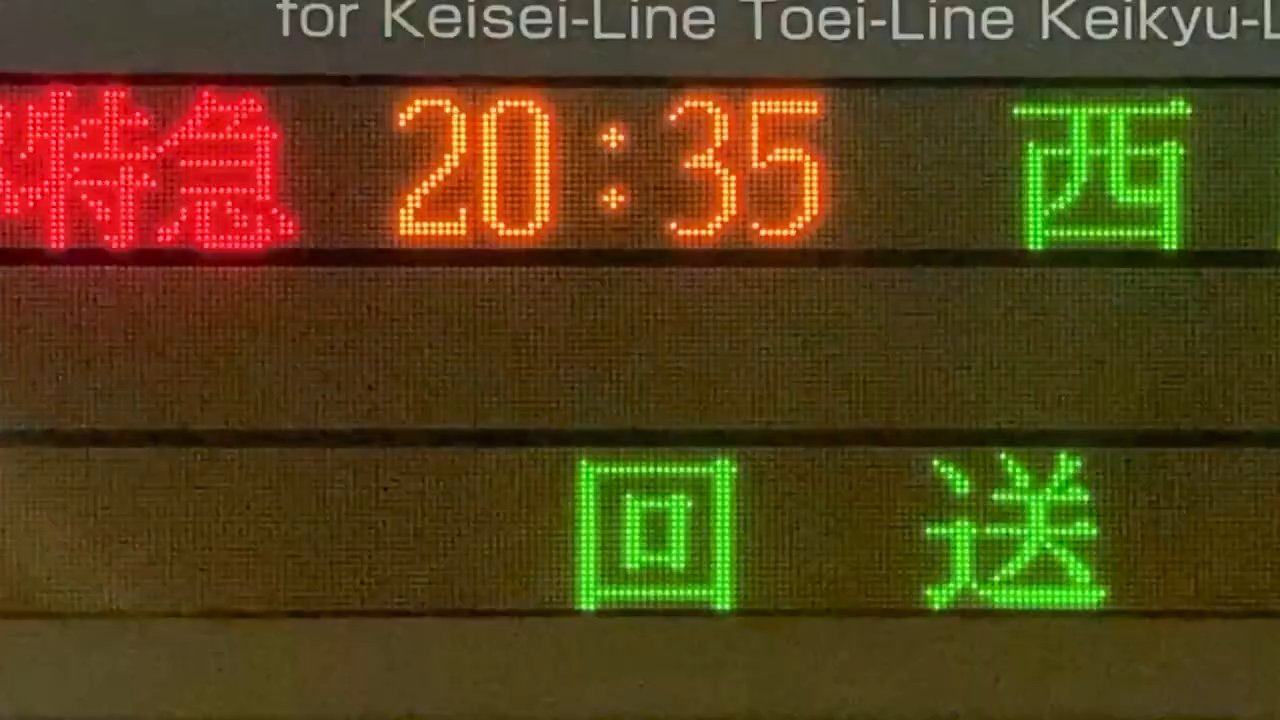 for Keisei-Line Toei-Line Keikyu-L
特急 20:35 西
回送